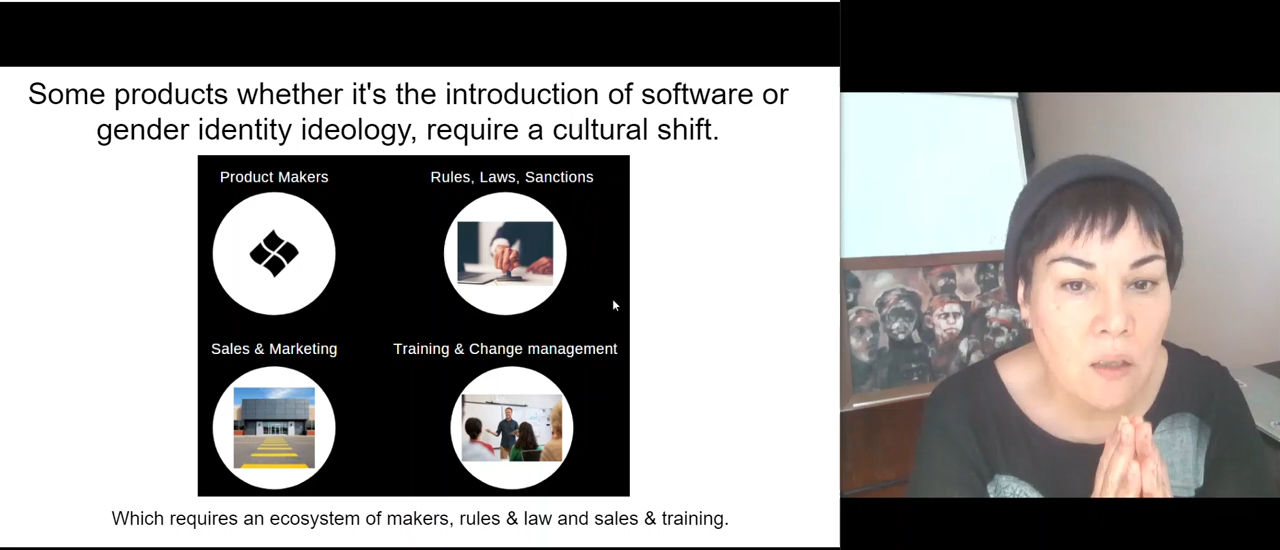 Some products whether it's the introduction of software or
gender identity ideology, require a cultural shift.
Product Makers
Rules, Laws, Sanctions
Sales & Marketing
Training & Change management
Which requires an ecosystem of makers, rules & law and sales & training.